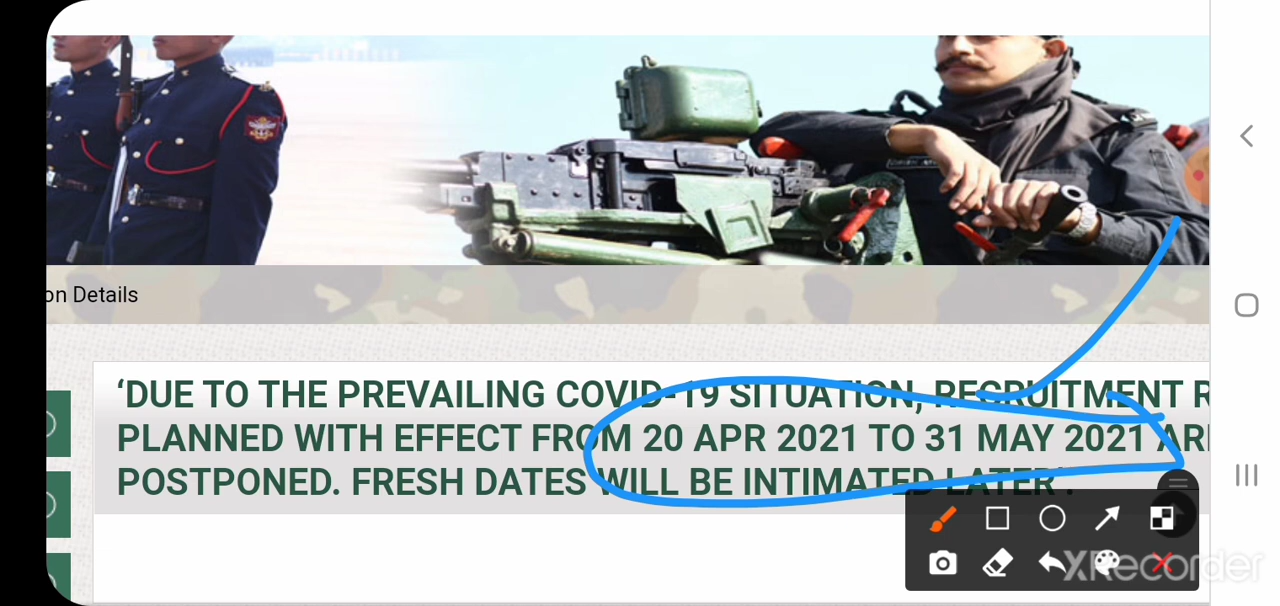 on Details
‘DUE TO THE PREVAILING COVID-19 SITUATION, RECRUITMENT R
PLANNED WITH EFFECT FROM 20 APR 2021 TO 31 MAY 2021 ARE
POSTPONED. FRESH DATES WILL BE INTIMATED LATER’.
XRecorder